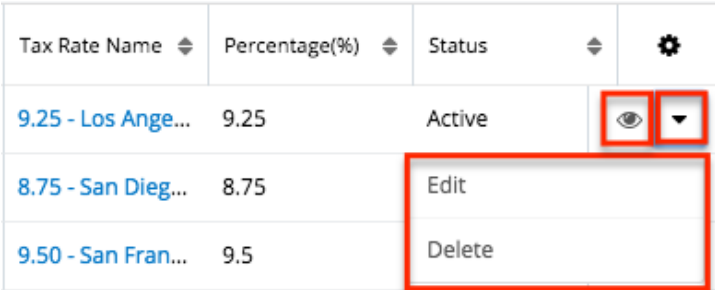 Tax Rate Name Percentage(%) Status
9.25 - Los Ange... 9.25 Active
8.75 - San Dieg... 8.75 Edit
9.50 - San Fran... 9.5 Delete